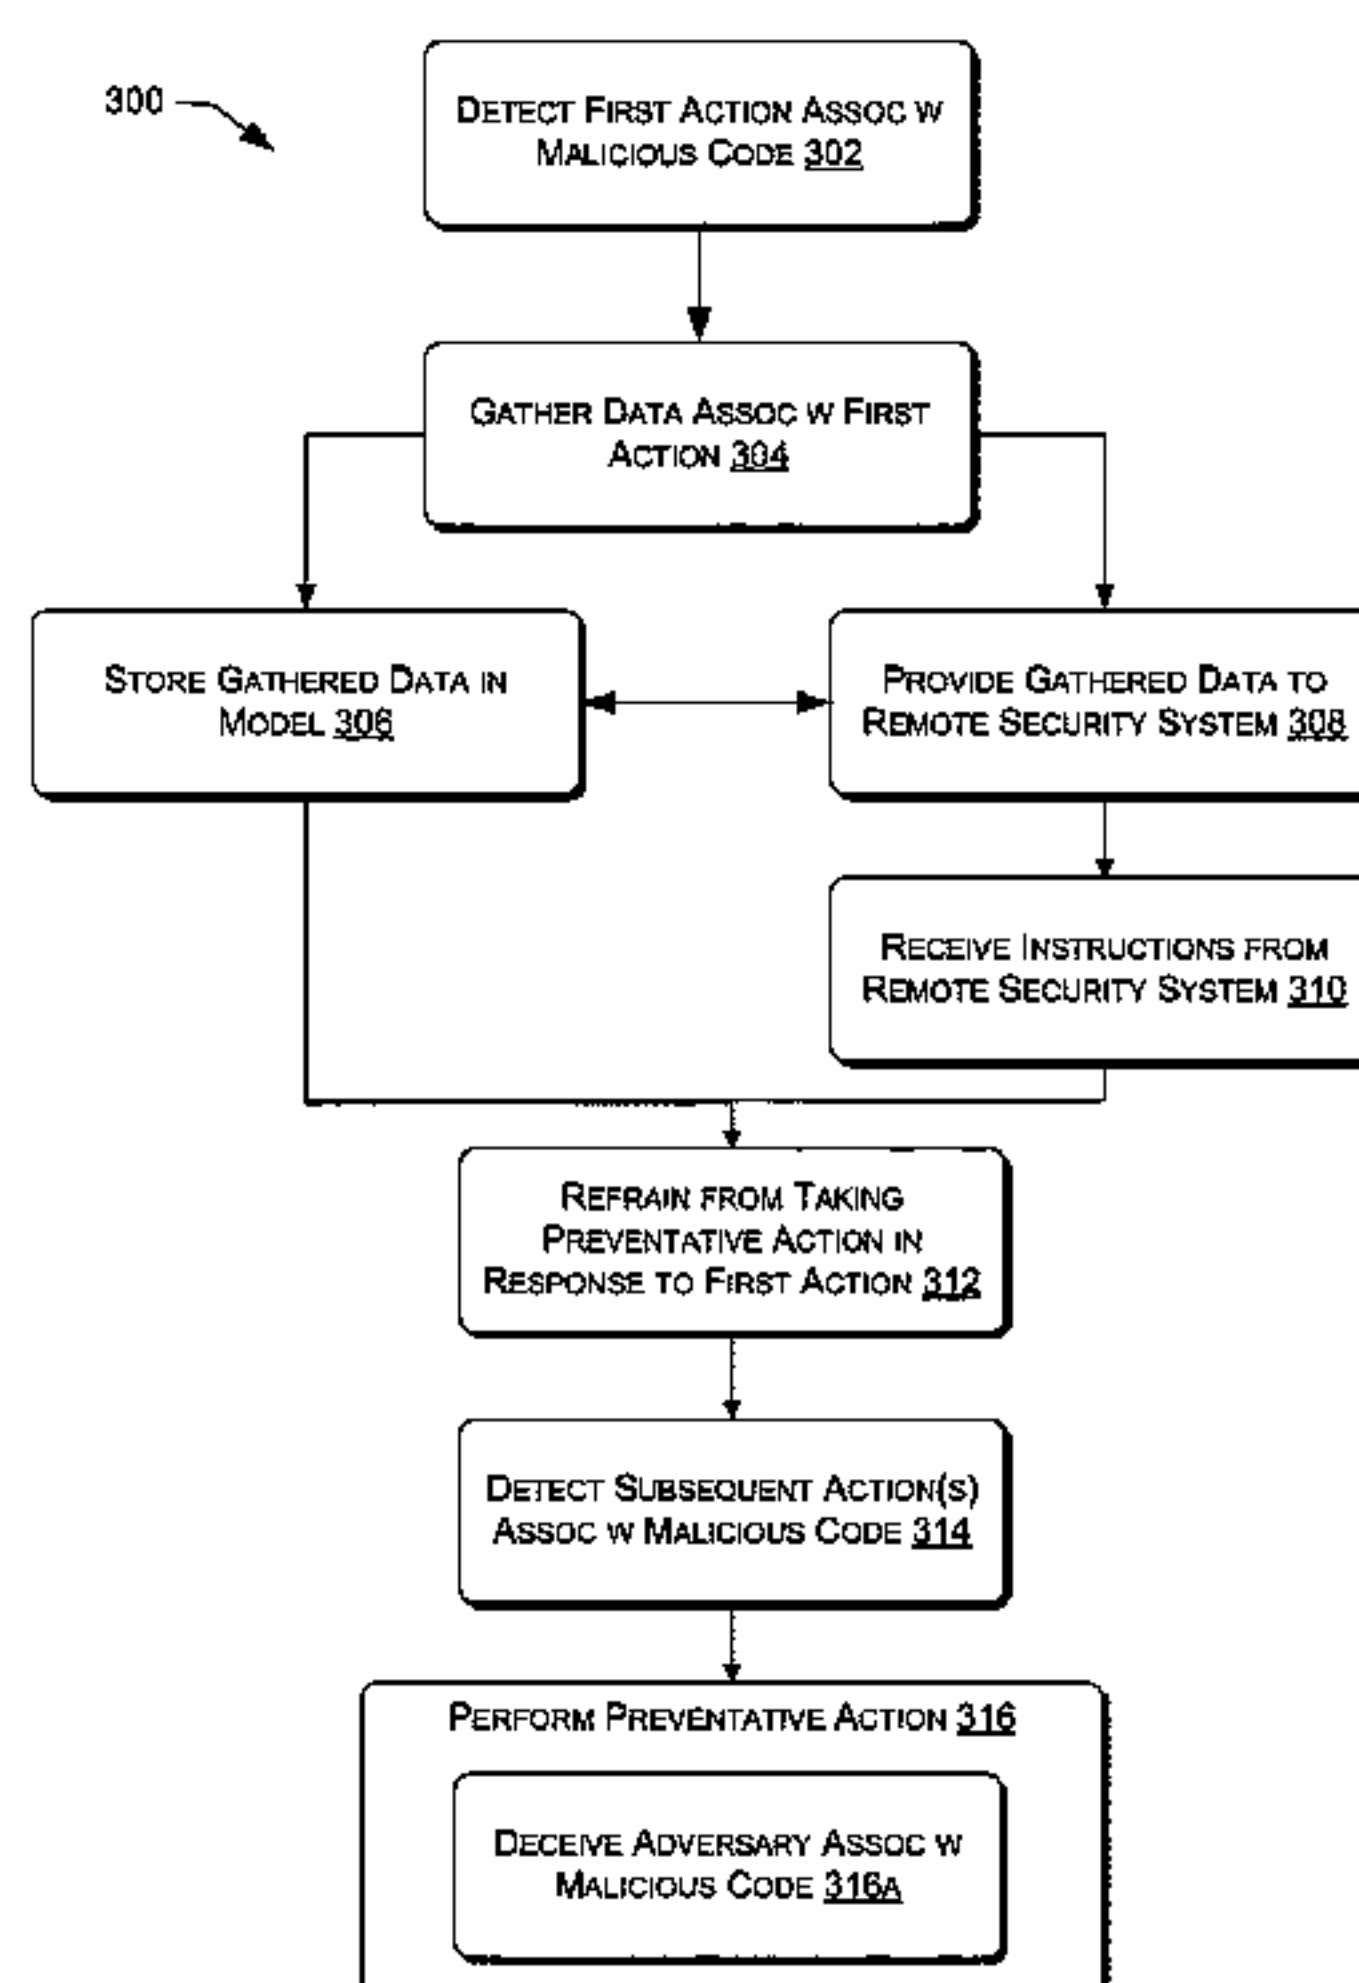 300
DETECT FIRST ACTION ASSOC W
MALICIOUS CODE 302
GATHER DATA ASSOC W FIRST
ACTION 304
STORE GATHERED DATA IN
MODEL 306
PROVIDE GATHERED DATA TO
REMOTE SECURITY SYSTEM 308
RECEIVE INSTRUCTIONS FROM
REMOTE SECURITY SYSTEM 310
REFRAIN FROM TAKING
PREVENTATIVE ACTION IN
RESPONSE TO FIRST ACTION 312
DETECT SUBSEQUENT ACTION(S)
ASSOC W MALICIOUS CODE 314
PERFORM PREVENTATIVE ACTION 316
DECEIVE ADVERSARY ASSOC W
MALICIOUS CODE 316A